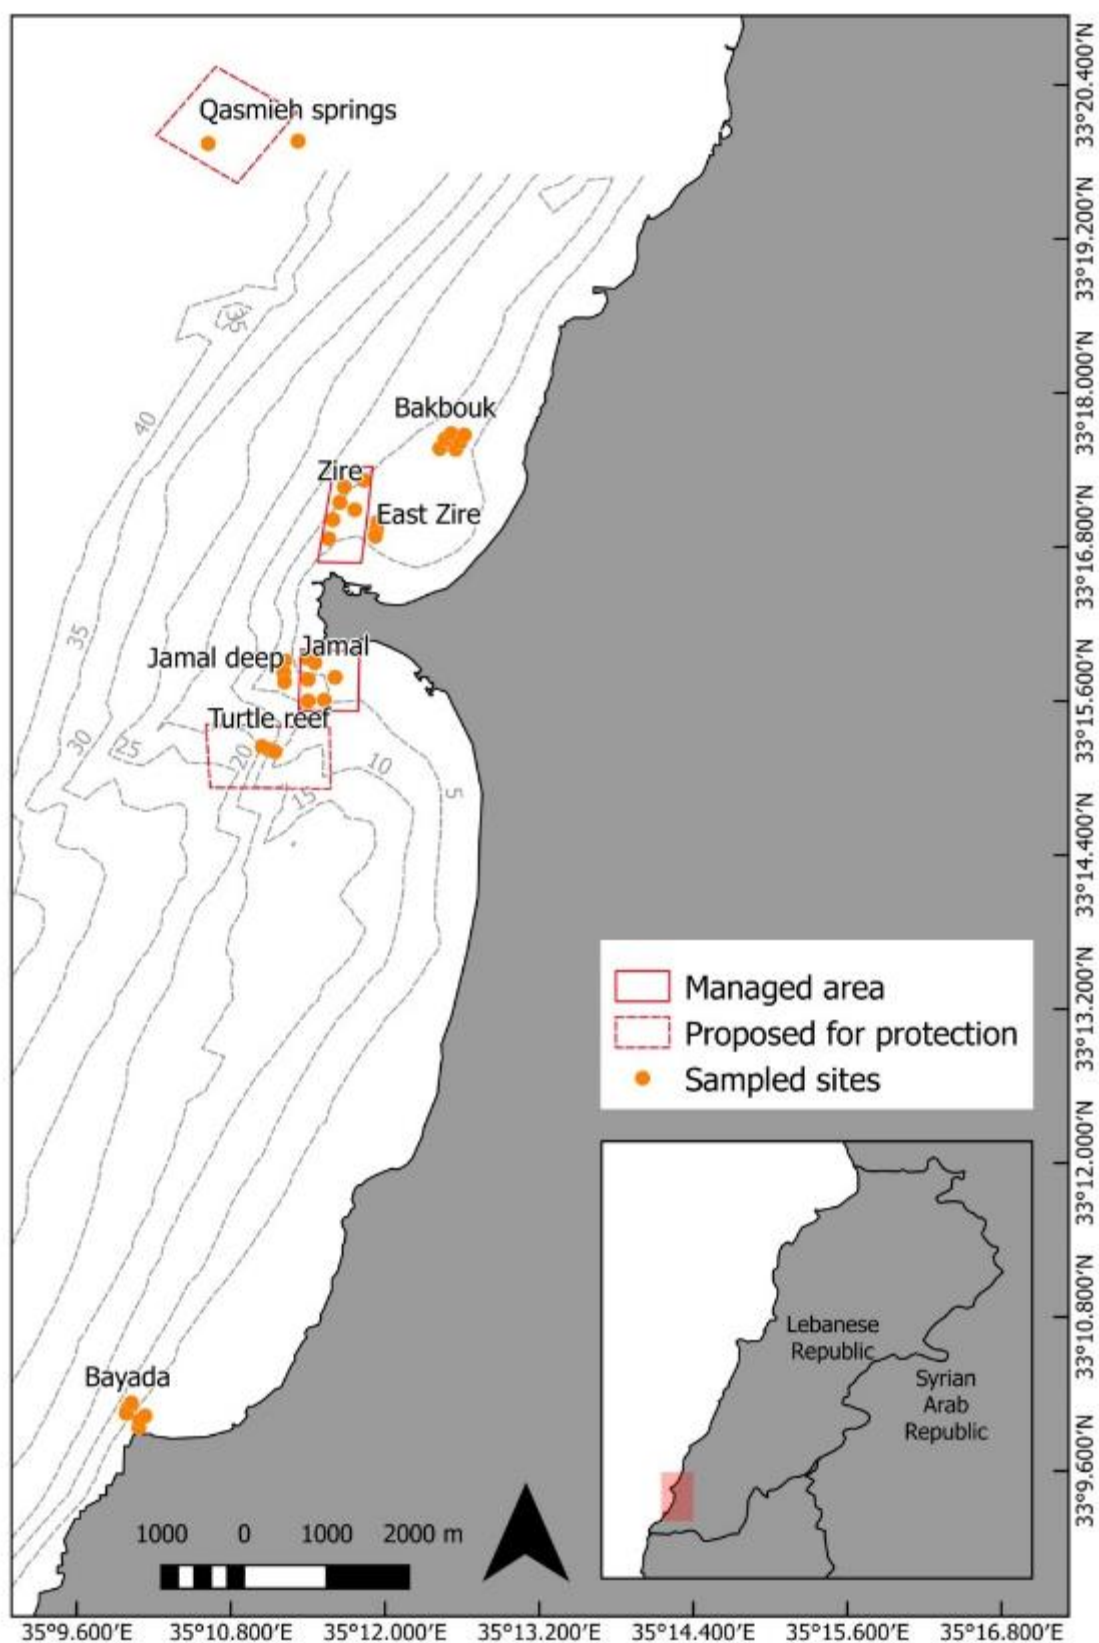 Qasmieh springs
35
40
Bakbouk
Zire
East Zire
35
Jamal
Jamal deep
Turtle reef
30
25
20
10
15
5
Managed area
Proposed for protection
Sampled sites
Lebanese
Republic
Syrian
Arab
Republic
Bayada
1000 0 1000 2000 m
33°20.400'N
33°19.200'N
33°18.000'N
33°16.800'N
33°15.600'N
33°14.400'N
33°13.200'N
33°12.000'N
33°10.800'N
33°9.600'N
35°9.600'E 35°10.800'E 35°12.000'E 35°13.200'E 35°14.400'E 35°15.600'E 35°16.800'E